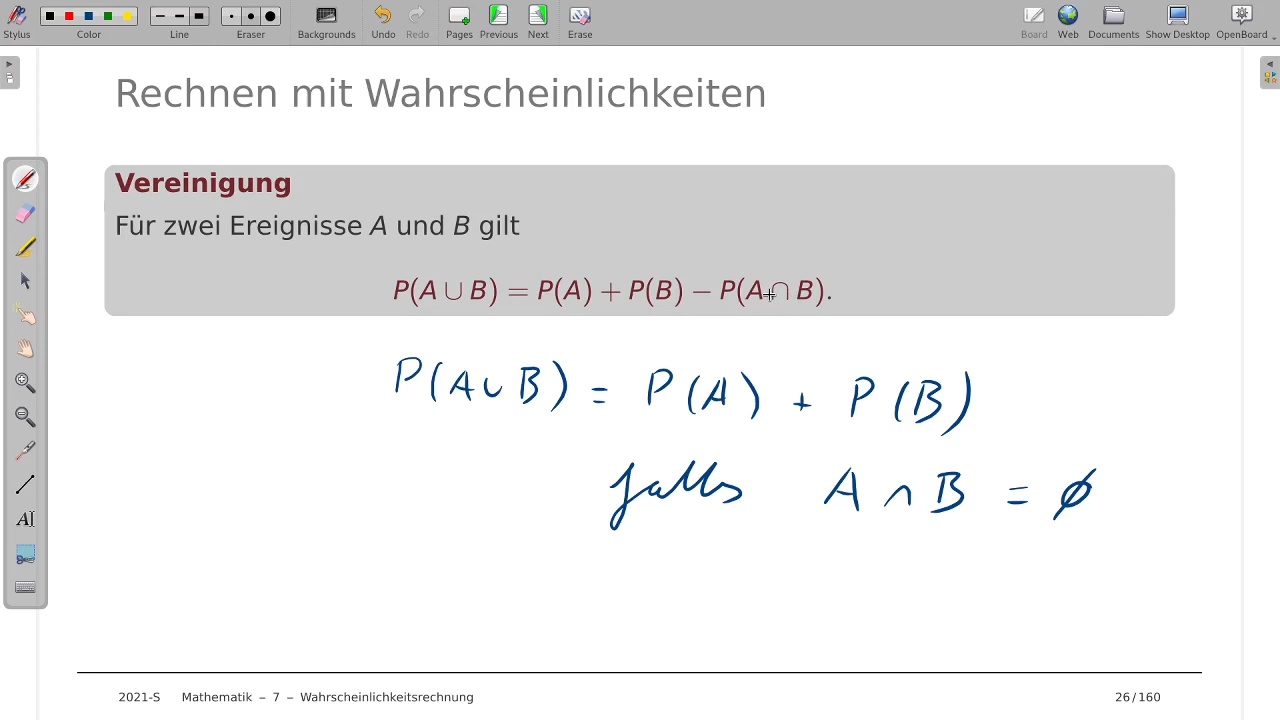 Stylus Color Line Eraser Backgrounds Undo Redo Pages Previous Next Erase Board Web Documents Show Desktop OpenBoard
Rechnen mit Wahrscheinlichkeiten
Vereinigung
Für zwei Ereignisse A und B gilt
P(A ∪ B) = P(A) + P(B) − P(A ∩ B).
P(A ∪ B) = P(A) + P(B)
falls A ∩ B = ∅
AI
2021-S Mathematik – 7 – Wahrscheinlichkeitsrechnung 26/160